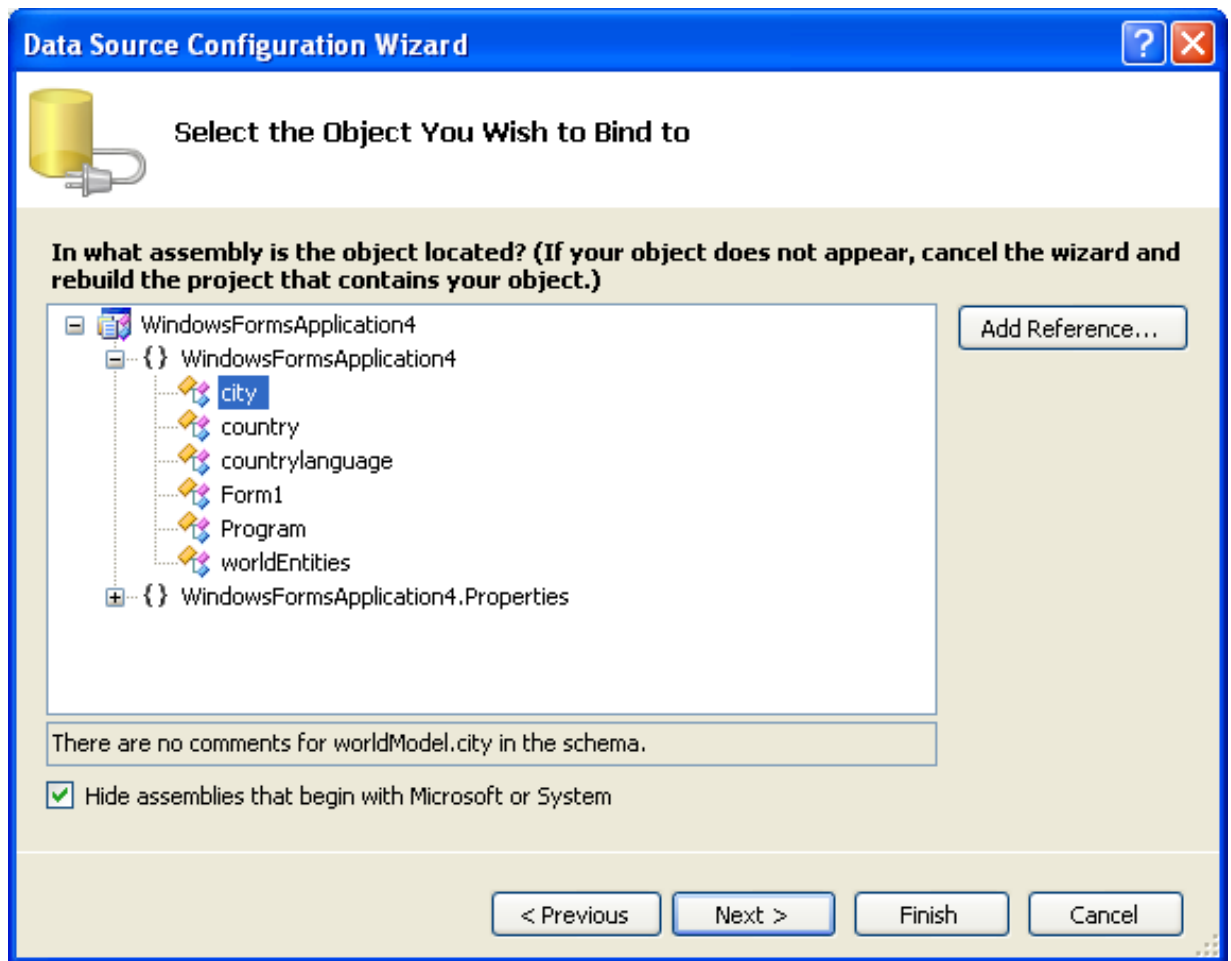 Data Source Configuration Wizard
Select the Object You Wish to Bind to
In what assembly is the object located? (If your object does not appear, cancel the wizard and
rebuild the project that contains your object.)
WindowsFormsApplication4
Add Reference...
{} WindowsFormsApplication4
city
country
countrylanguage
Form1
Program
worldEntities
{} WindowsFormsApplication4.Properties
There are no comments for worldModel.city in the schema.
Hide assemblies that begin with Microsoft or System
< Previous
Next >
Finish
Cancel